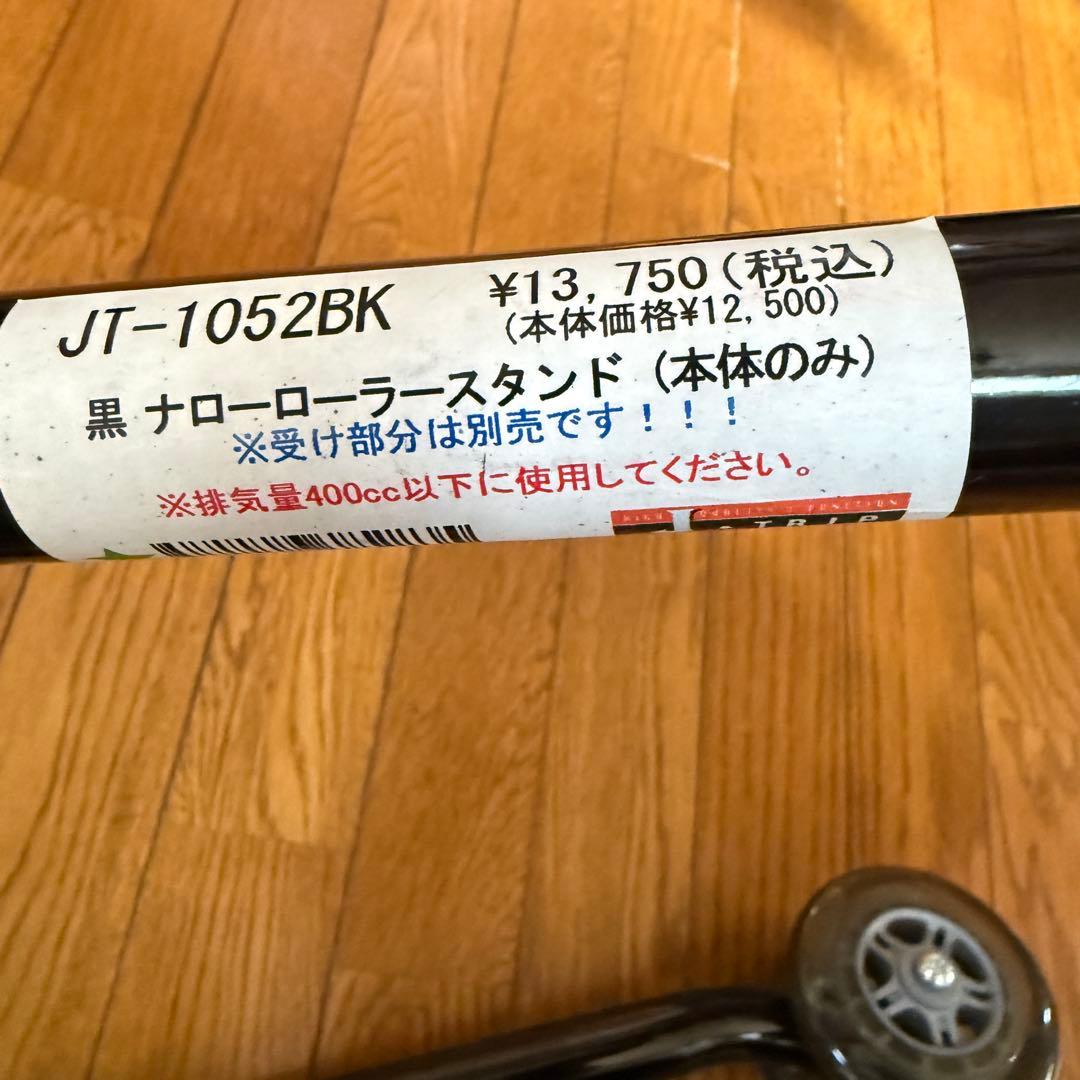 JT-1052BK ¥13,750(税込)
(本体価格¥12,500)
黒 ナローローラースタンド (本体のみ)
※受け部分は別売です！！！
※排気量400cc以下に使用してください。
TRIP